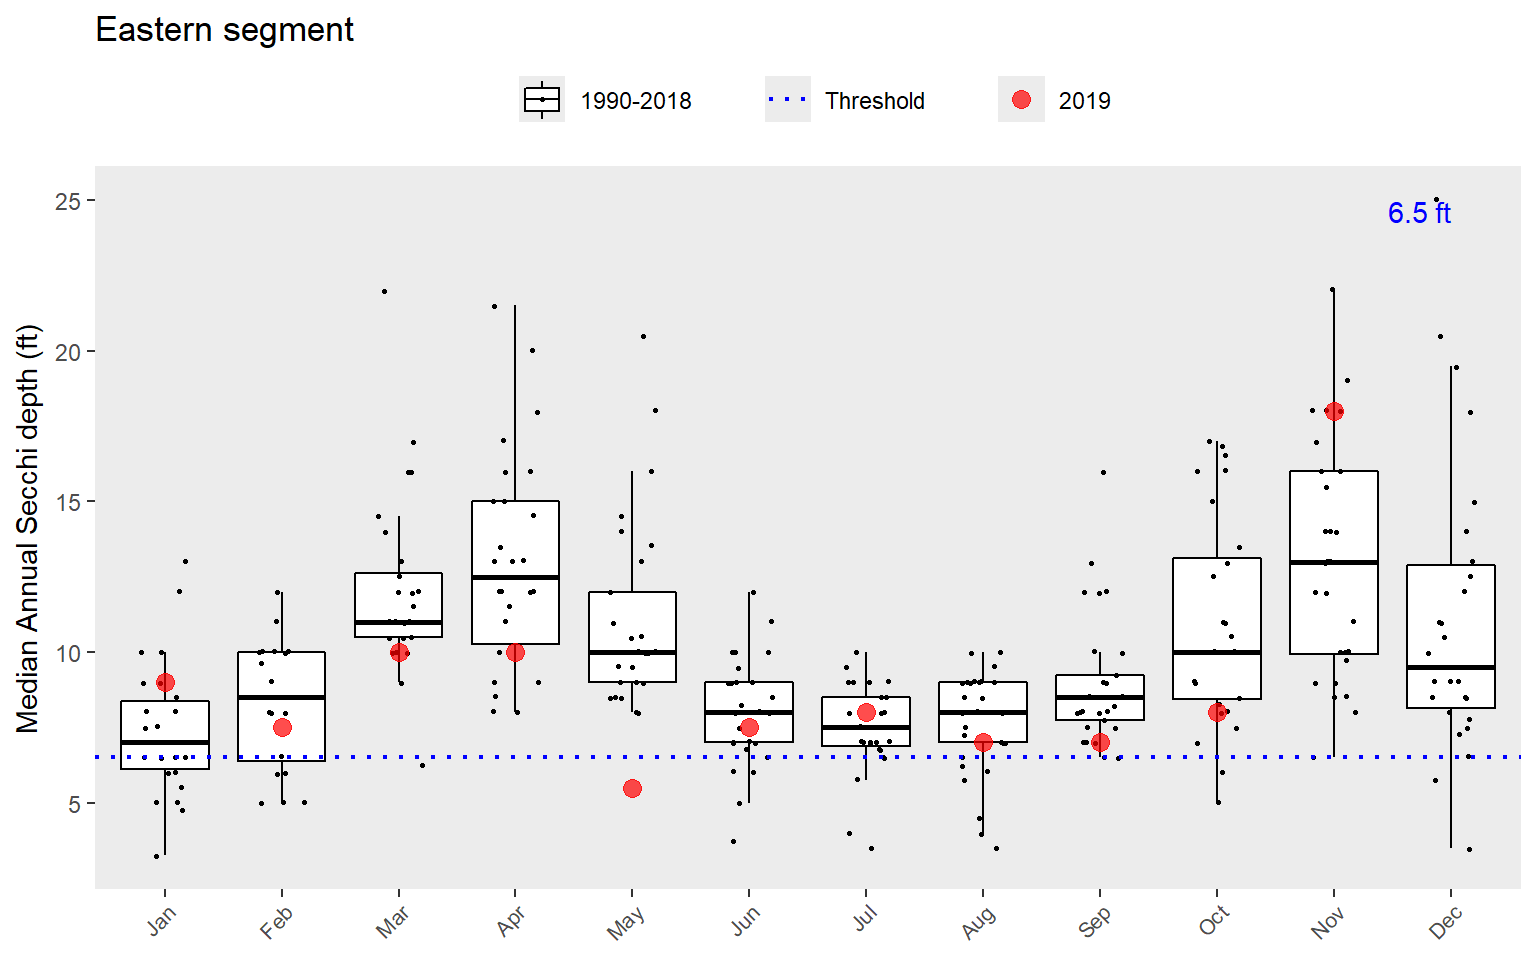 Eastern segment
1990-2018
Threshold
2019
Median Annual Secchi depth (ft)
25
20
15
10
5
6.5 ft
Jan
Feb
Mar
Apr
May
Jun
Jul
Aug
Sep
Oct
Nov
Dec